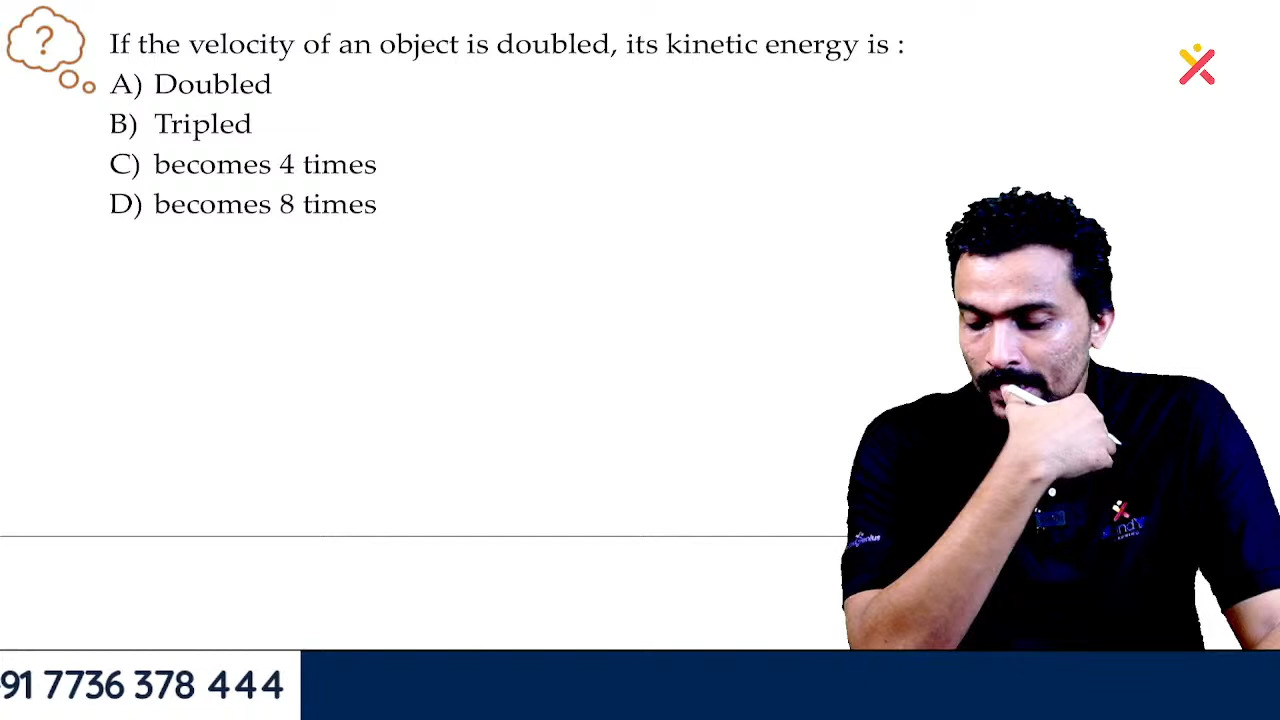 ?
If the velocity of an object is doubled, its kinetic energy is :
A) Doubled
B) Tripled
C) becomes 4 times
D) becomes 8 times
91 7736 378 444